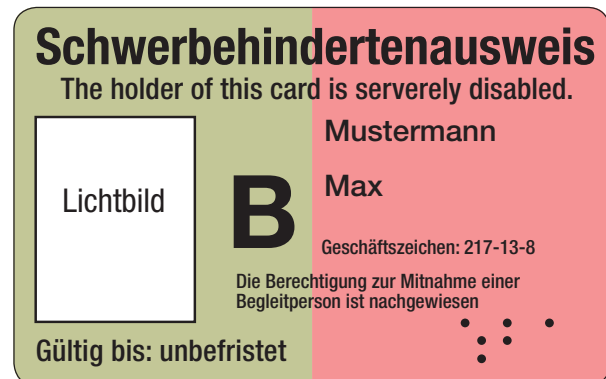 Schwerbehindertenausweis
The holder of this card is serverely disabled.
Lichtbild
B
Mustermann
Max
Geschäftszeichen: 217-13-8
Die Berechtigung zur Mitnahme einer
Begleitperson ist nachgewiesen
Gültig bis: unbefristet